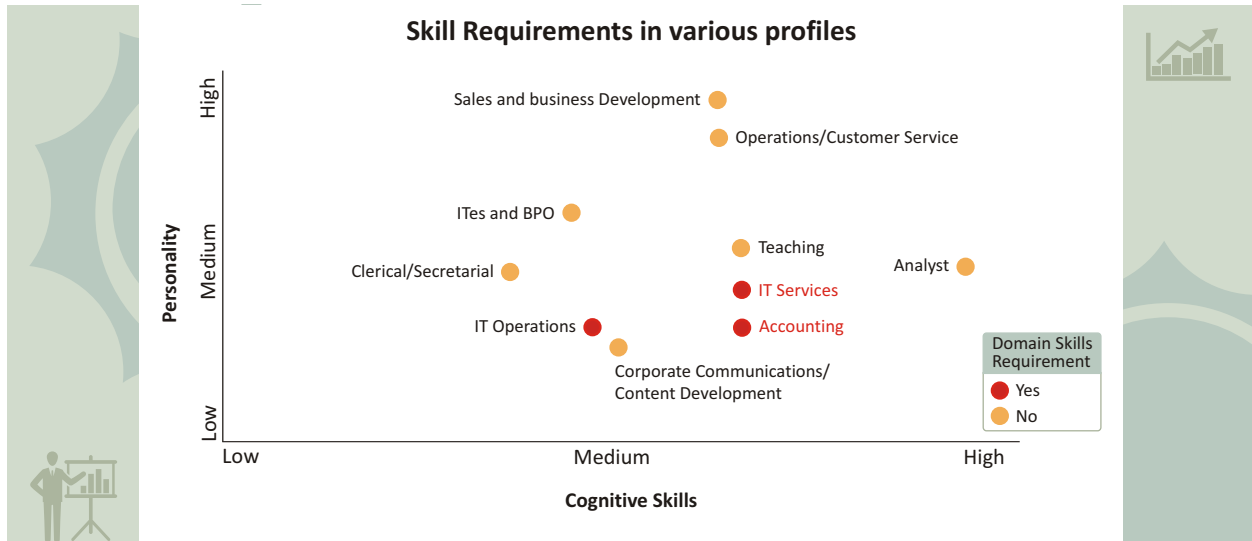 Skill Requirements in various profiles
High
Medium
Low
Personality
Sales and business Development
Operations/Customer Service
ITes and BPO
Teaching
Clerical/Secretarial
Analyst
IT Services
IT Operations
Accounting
Corporate Communications/
Content Development
Domain Skills
Requirement
Yes
No
Low
Medium
High
Cognitive Skills